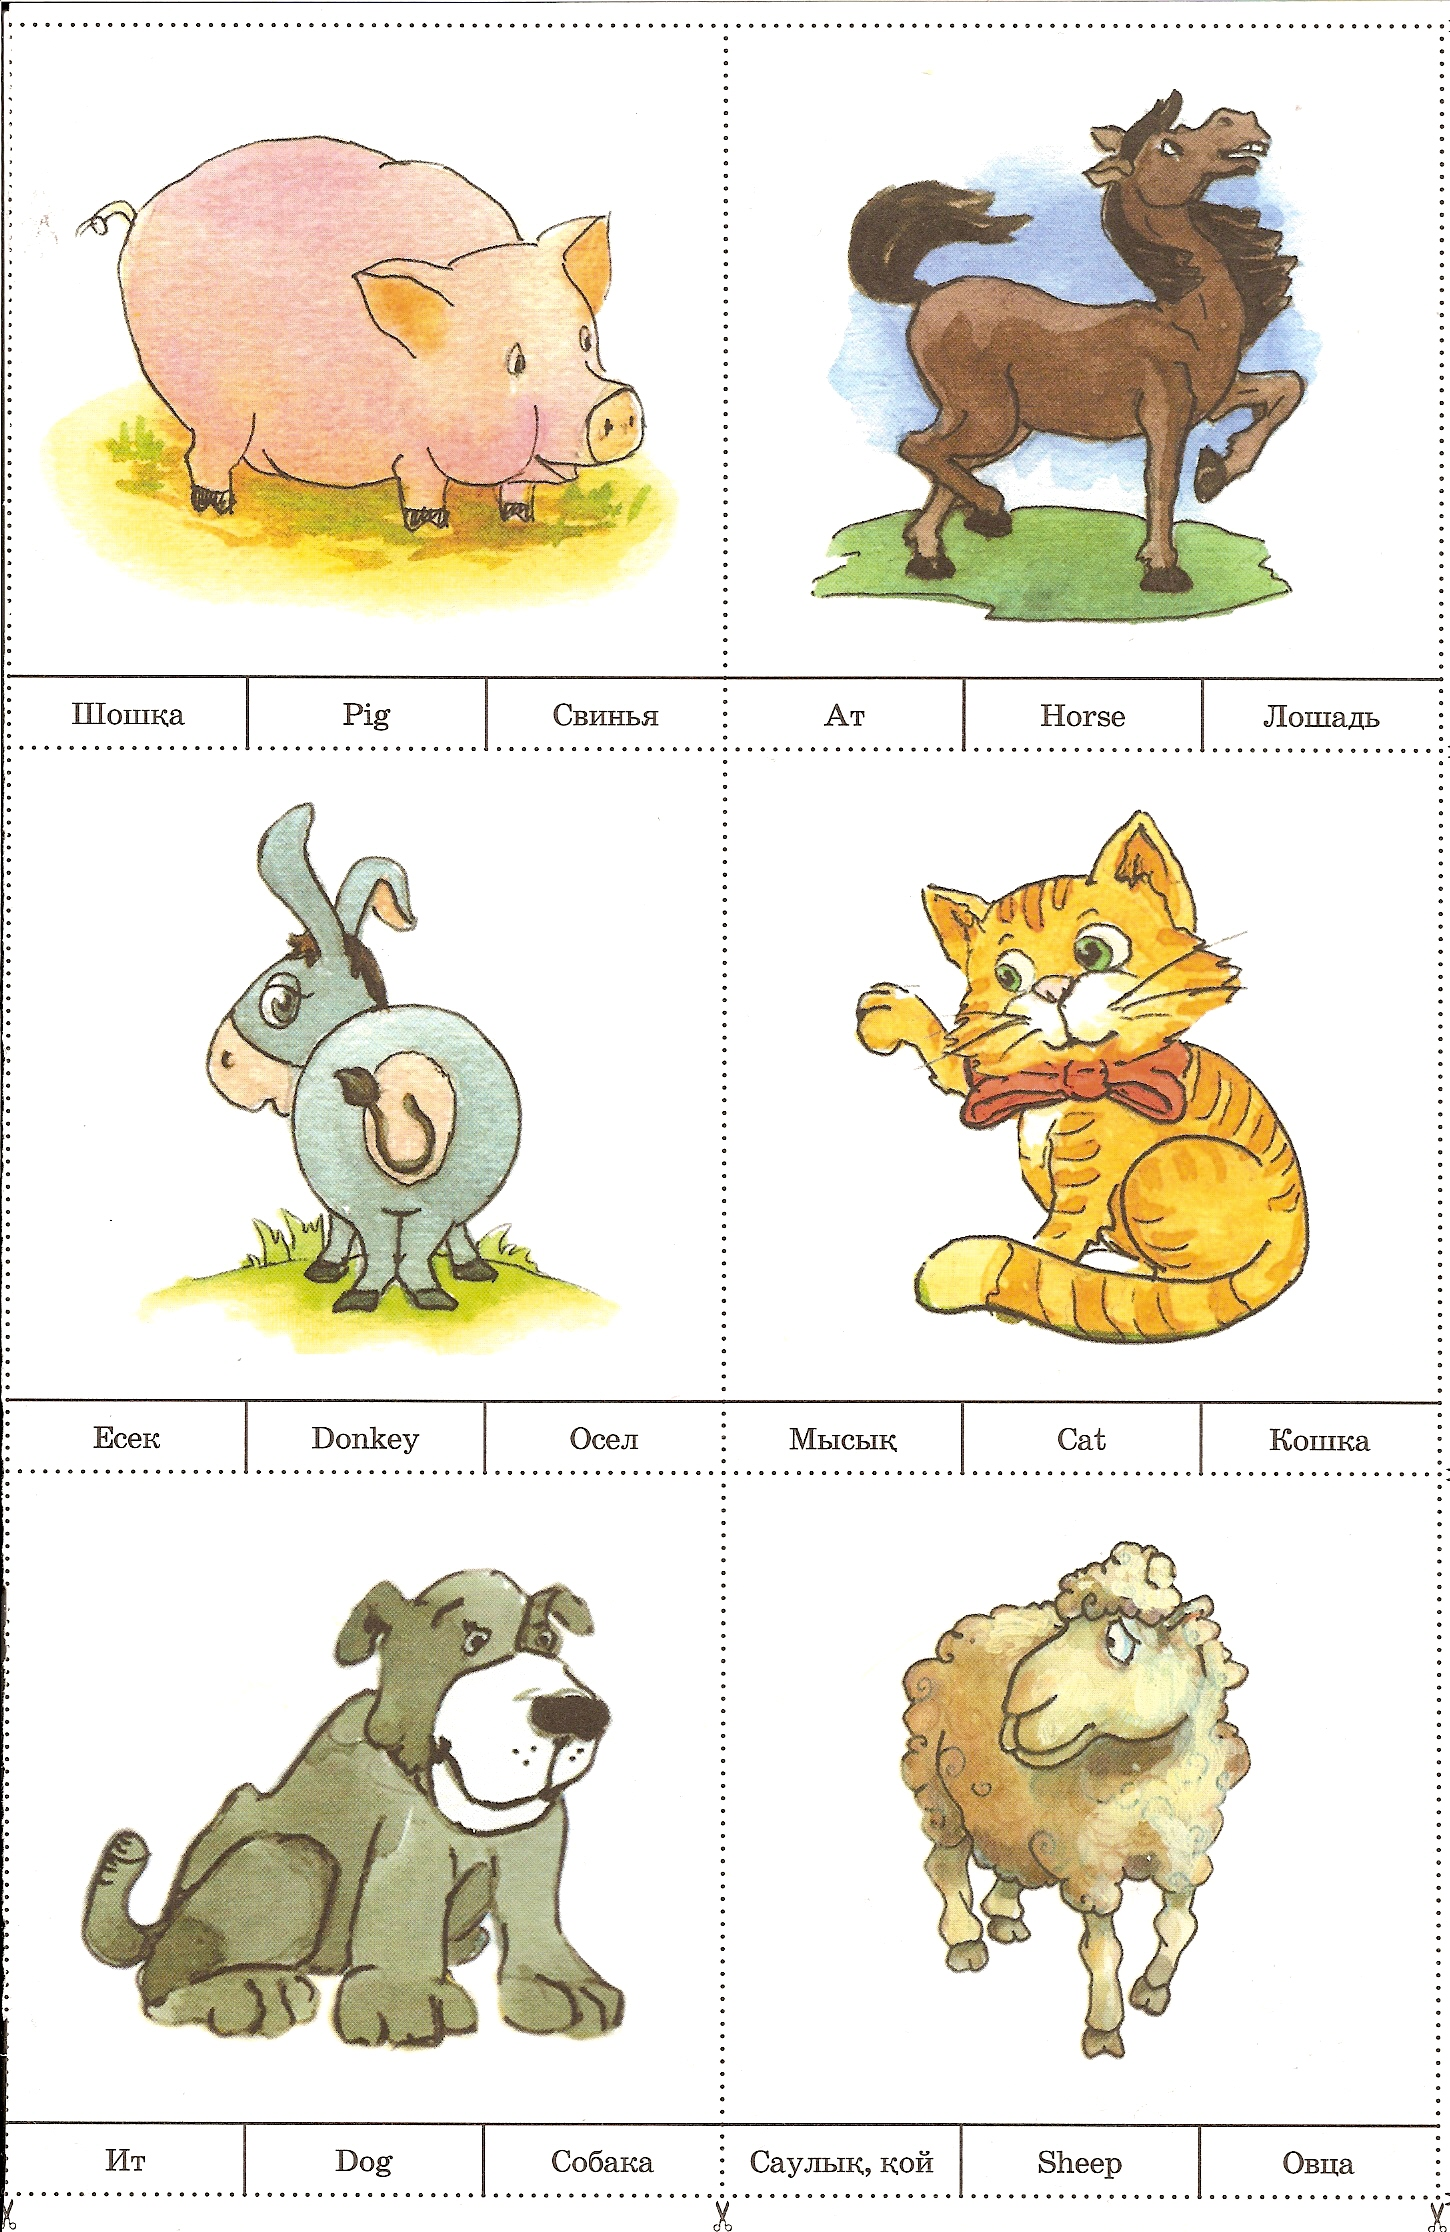 Шошқа Pig Свинья Ат Horse Лошадь
Есек Donkey Осел Мысық Cat Кошка
Ит Dog Собака Саулық, қой Sheep Овца